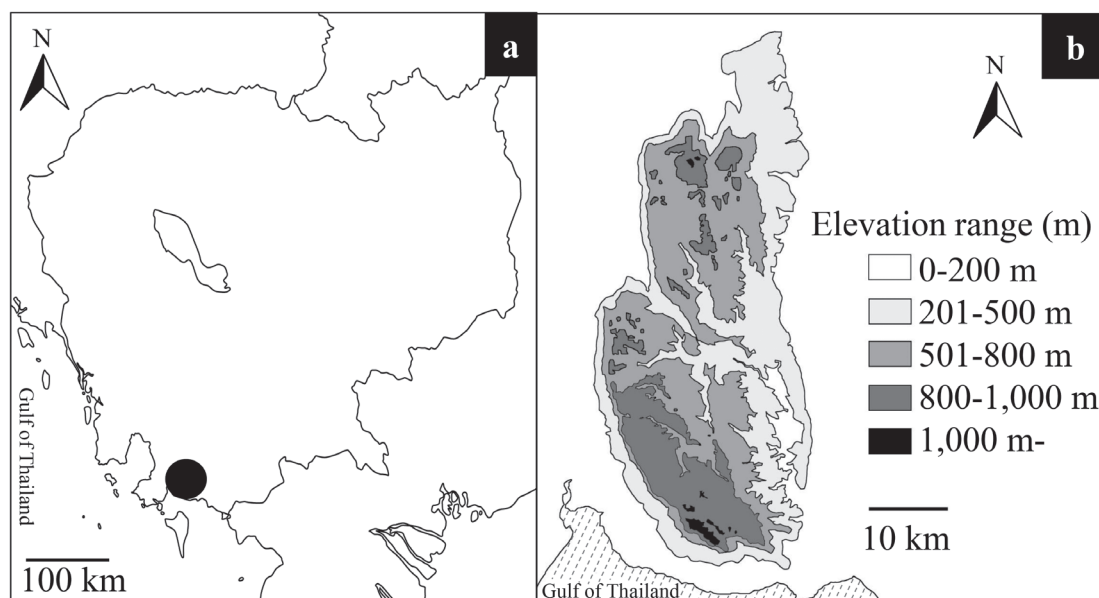 N
a
Gulf of Thailand
100 km
b
N
Elevation range (m)
0-200 m
201-500 m
501-800 m
800-1,000 m
1,000 m-
10 km
Gulf of Thailand